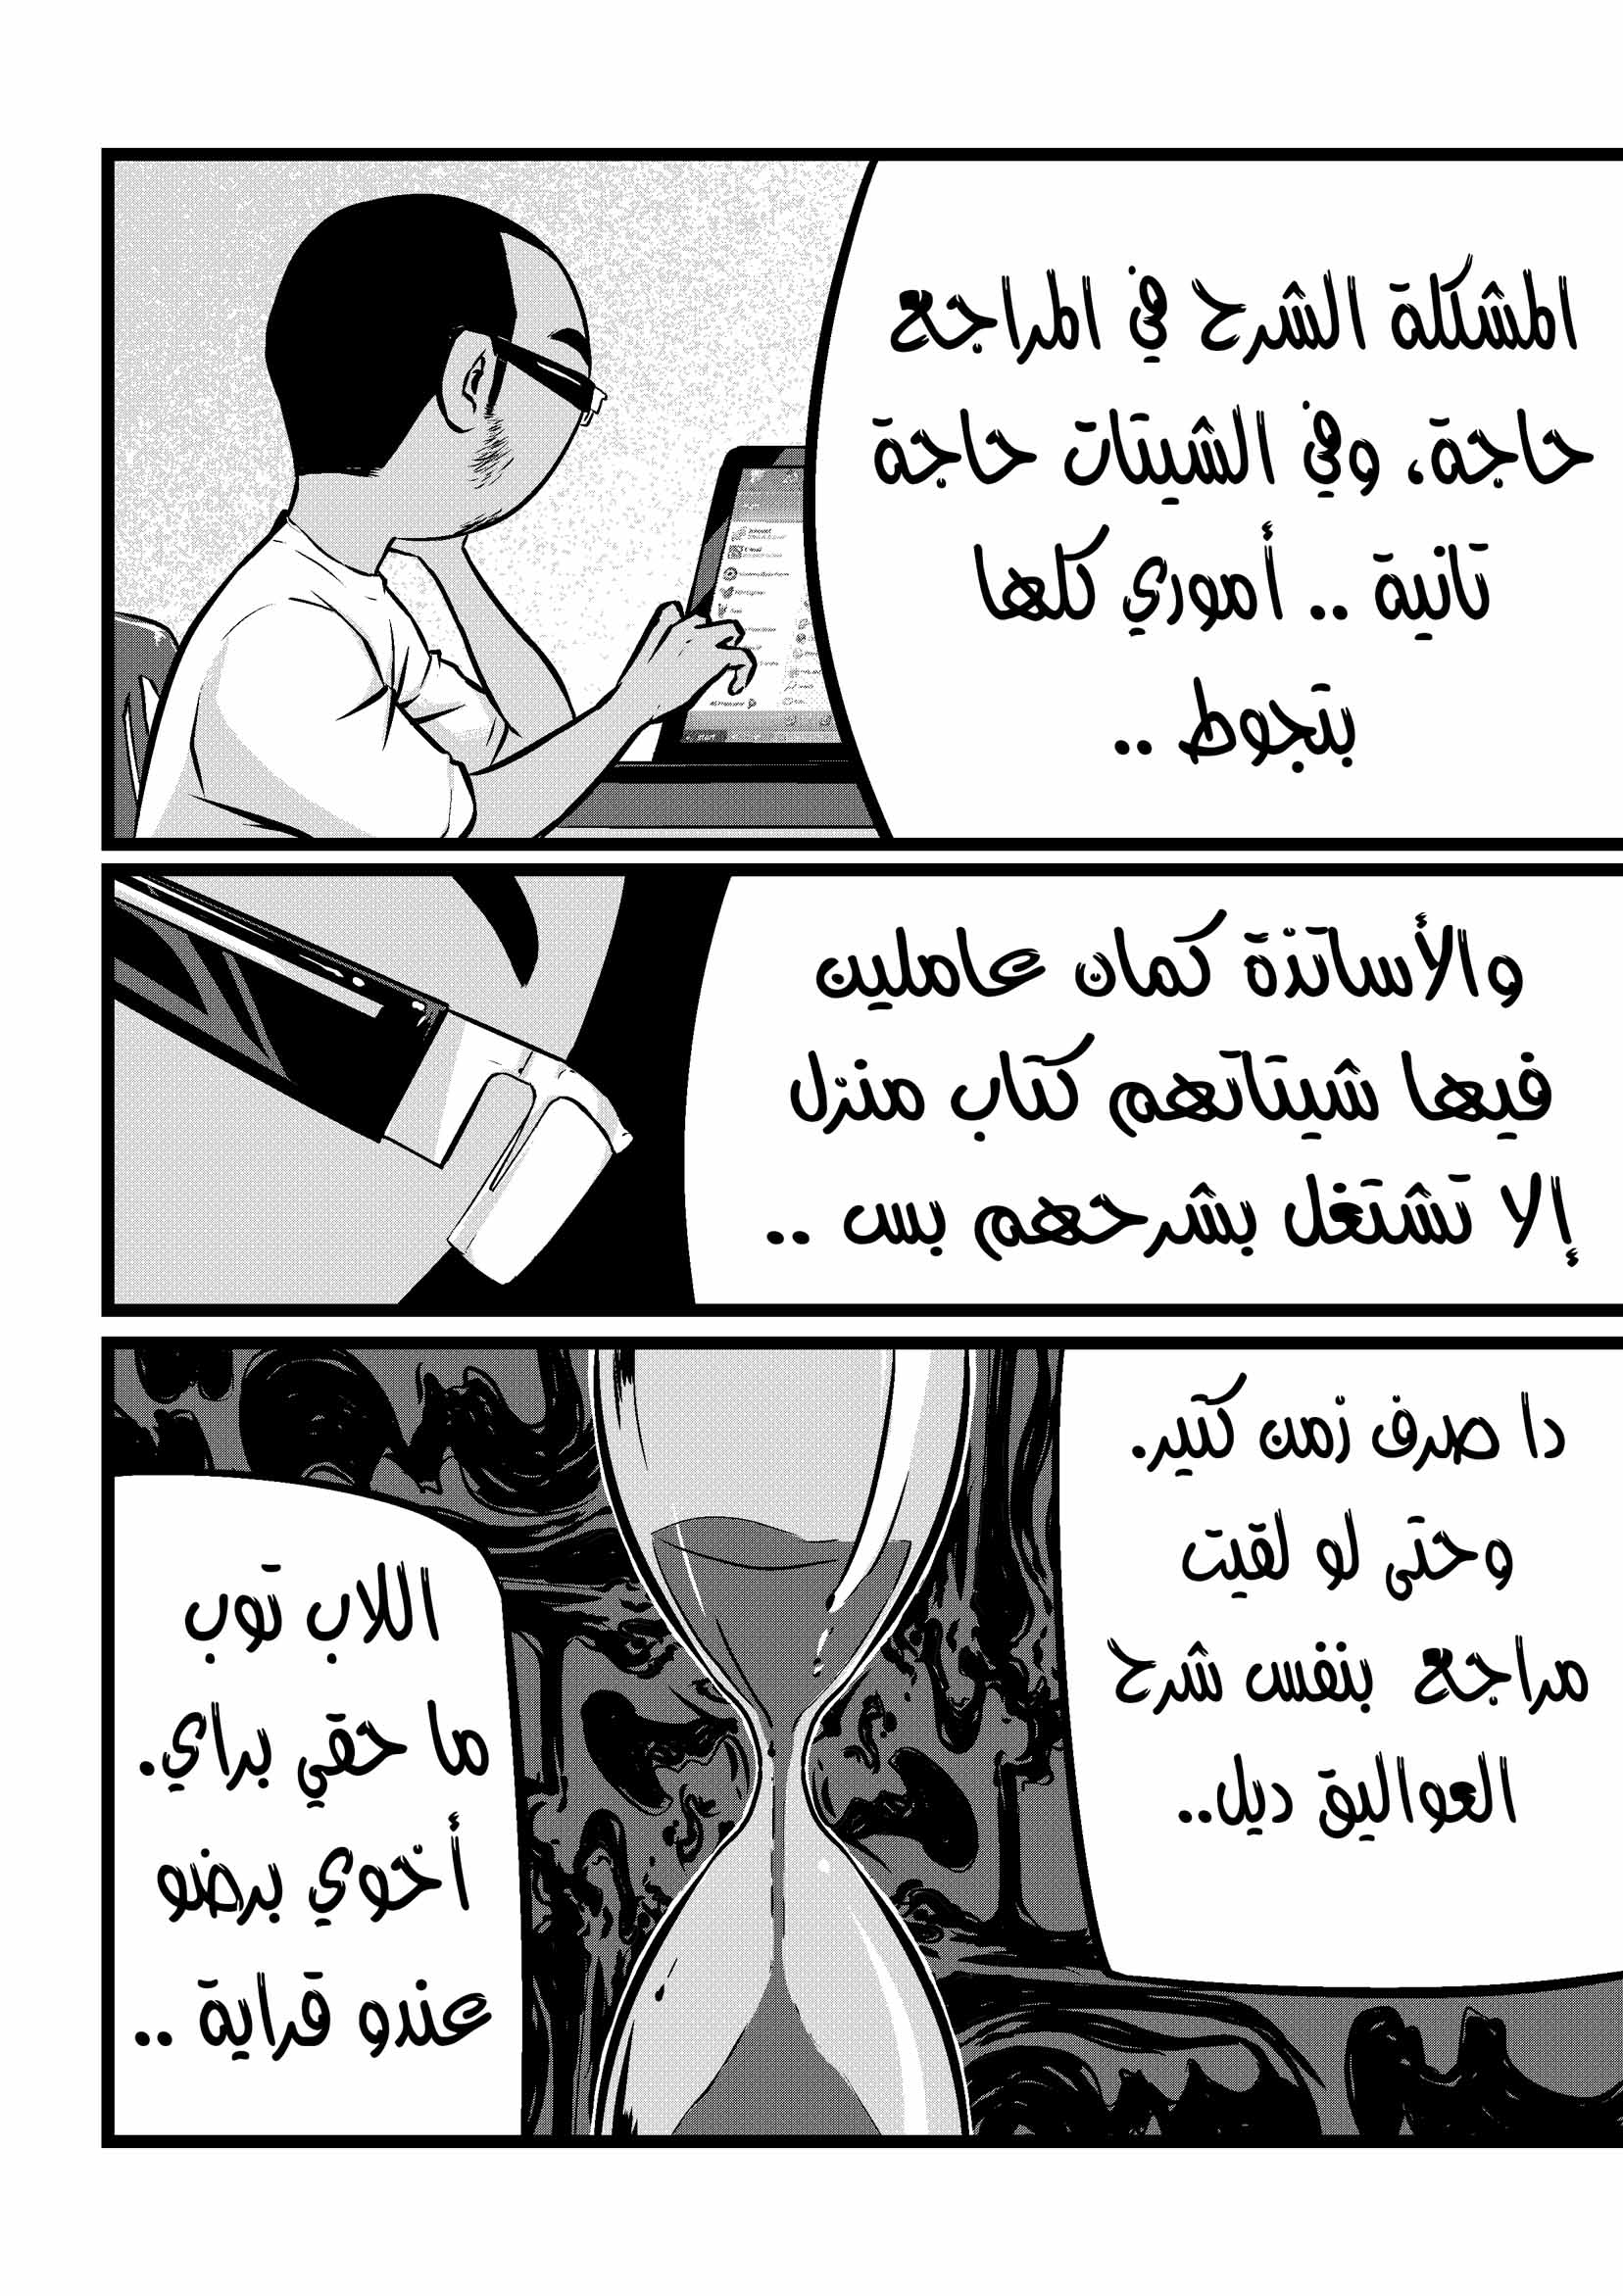 المشكلة الشرح في المراجع
حاجة، وفي الشيتات حاجة
تانية .. أموري كلها
بتجوط ..
والأساتذة كمان عاملين
فيها شيتاتهم كتاب منزل
إلا تشتغل بشرحهم بس ..
دا صرف زمن كتير.
وحتى لو لقيت
مراجع بنفس شرح
العواليق ديل..
اللاب توب
ما حقي براي.
أخوي برضو
عندو قراية ..